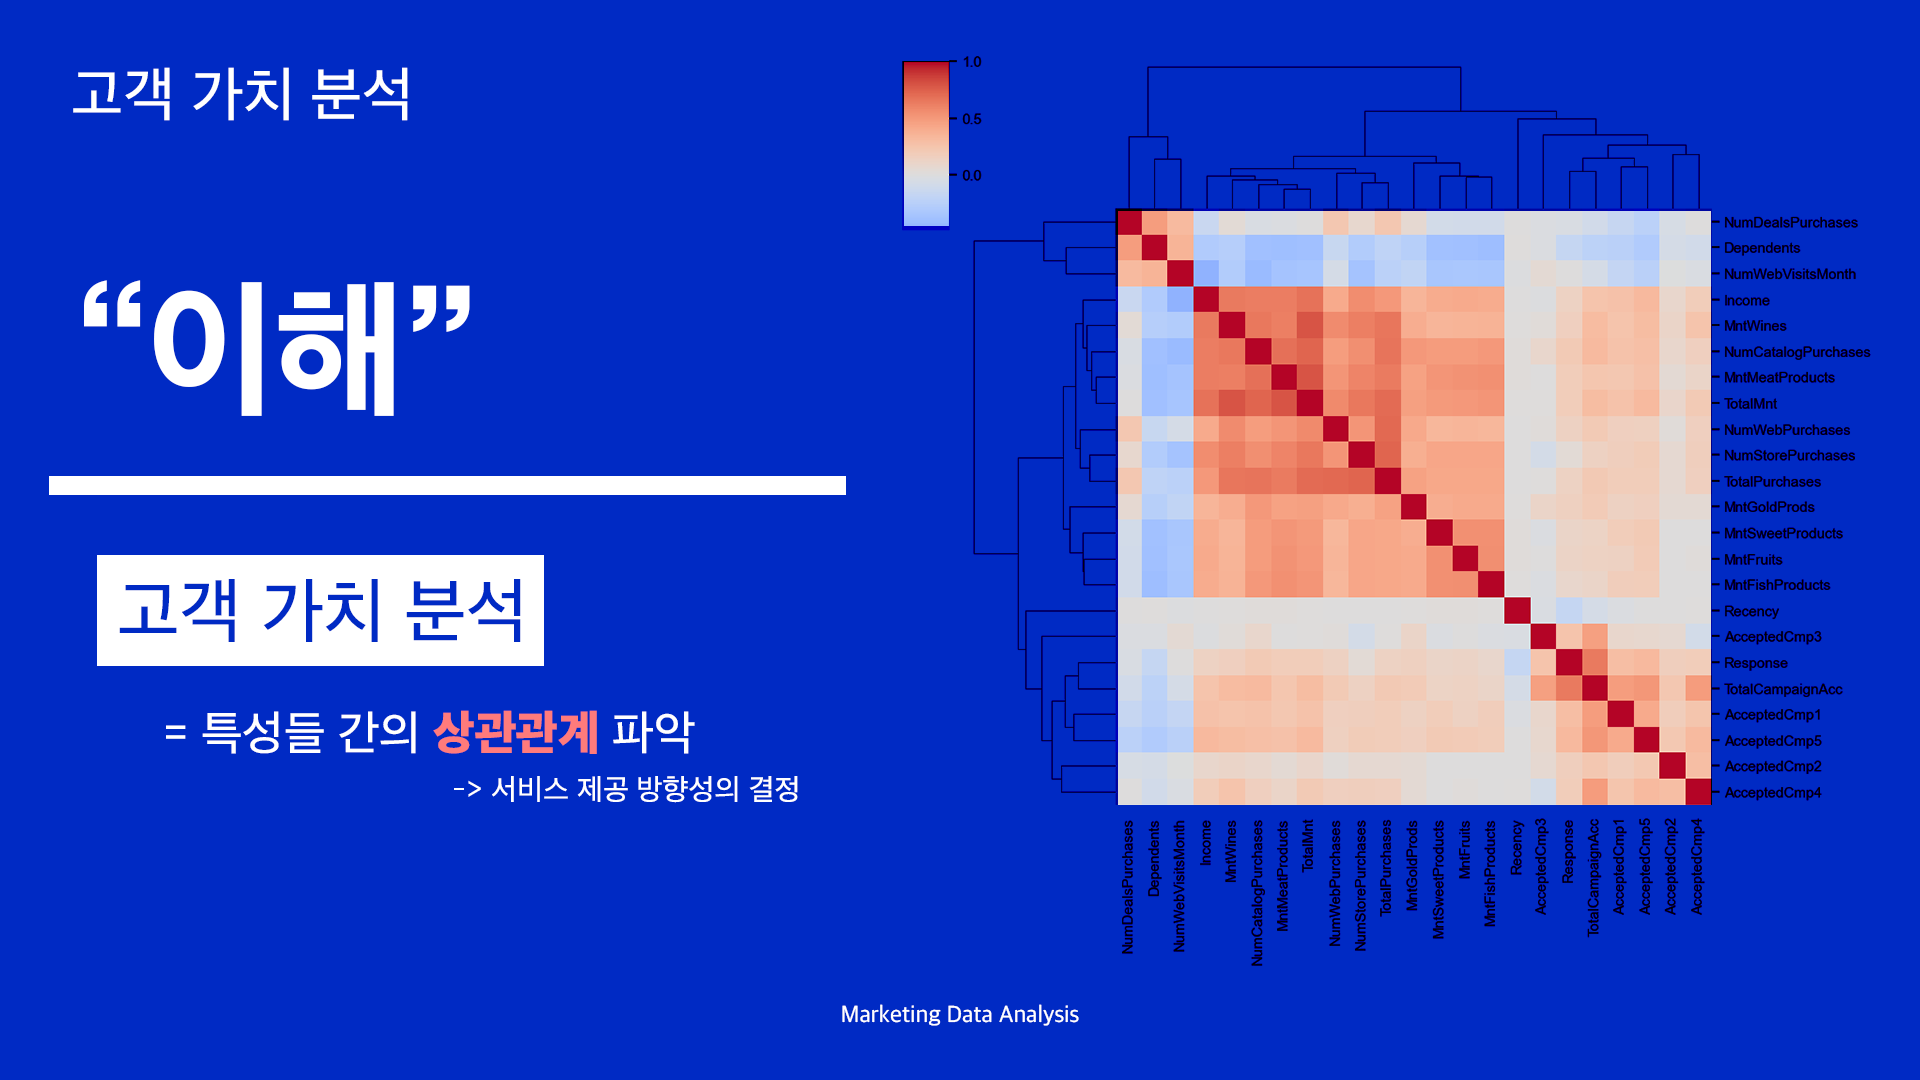 고객 가치 분석
“이해”
고객 가치 분석
= 특성들 간의 상관관계 파악
-> 서비스 제공 방향성의 결정
1.0
0.5
0.0
NumDealsPurchases
Dependents
NumWebVisitsMonth
Income
MntWines
NumCatalogPurchases
MntMeatProducts
TotalMnt
NumWebPurchases
NumStorePurchases
TotalPurchases
MntGoldProds
MntSweetProducts
MntFruits
MntFishProducts
Recency
AcceptedCmp3
Response
TotalCampaignAcc
AcceptedCmp1
AcceptedCmp5
AcceptedCmp2
AcceptedCmp4
NumDealsPurchases
Dependents
NumWebVisitsMonth
Income
MntWines
NumCatalogPurchases
MntMeatProducts
TotalMnt
NumWebPurchases
NumStorePurchases
TotalPurchases
MntGoldProds
MntSweetProducts
MntFruits
MntFishProducts
Recency
AcceptedCmp3
Response
TotalCampaignAcc
AcceptedCmp1
AcceptedCmp5
AcceptedCmp2
AcceptedCmp4
Marketing Data Analysis